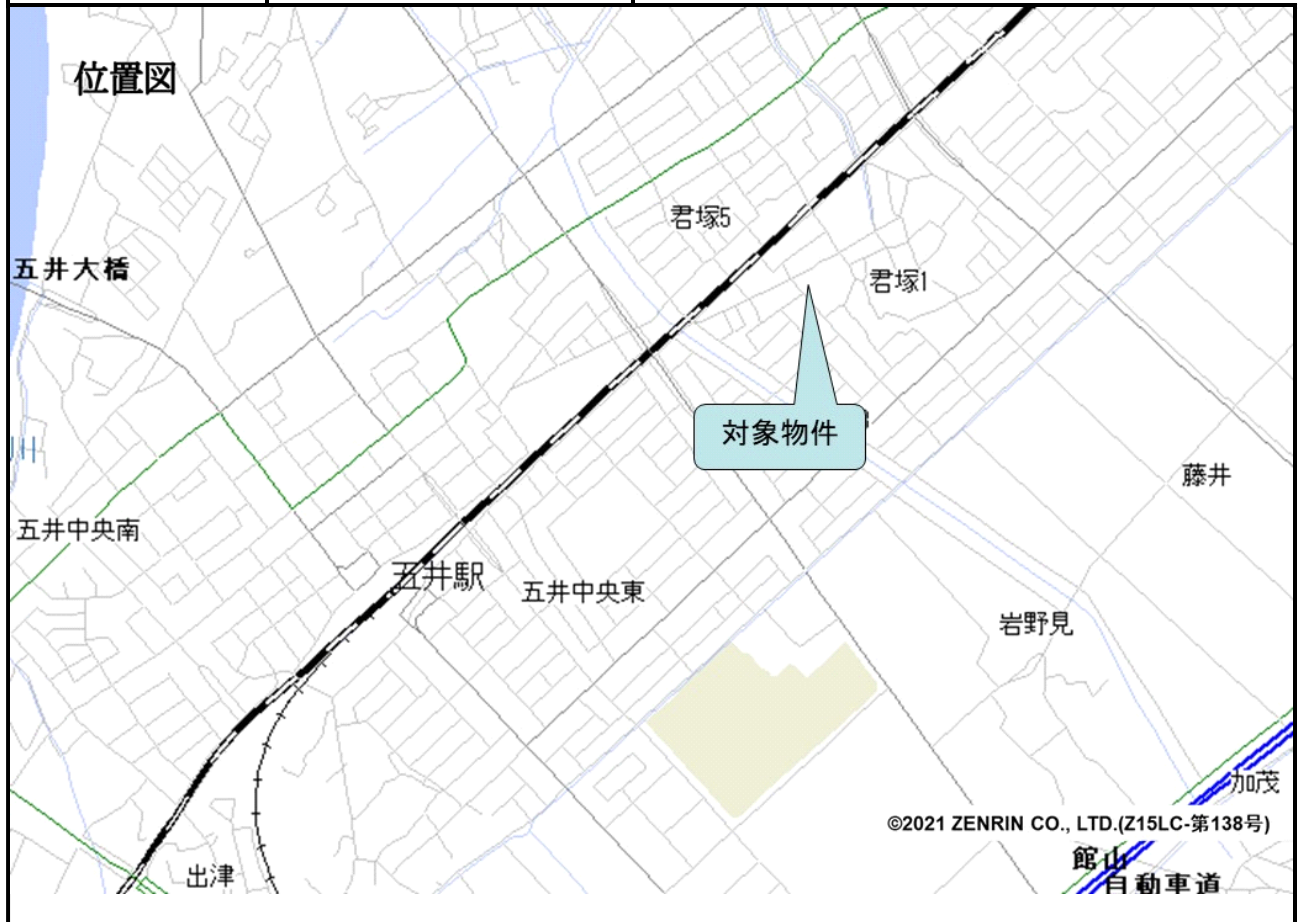 位置図
君塚5
五井大橋
君塚1
対象物件
川
藤井
五井中央南
五井駅
五井中央東
岩野見
加茂
©2021 ZENRIN CO., LTD.(Z15LC-第138号)
館山
自動車道
出津